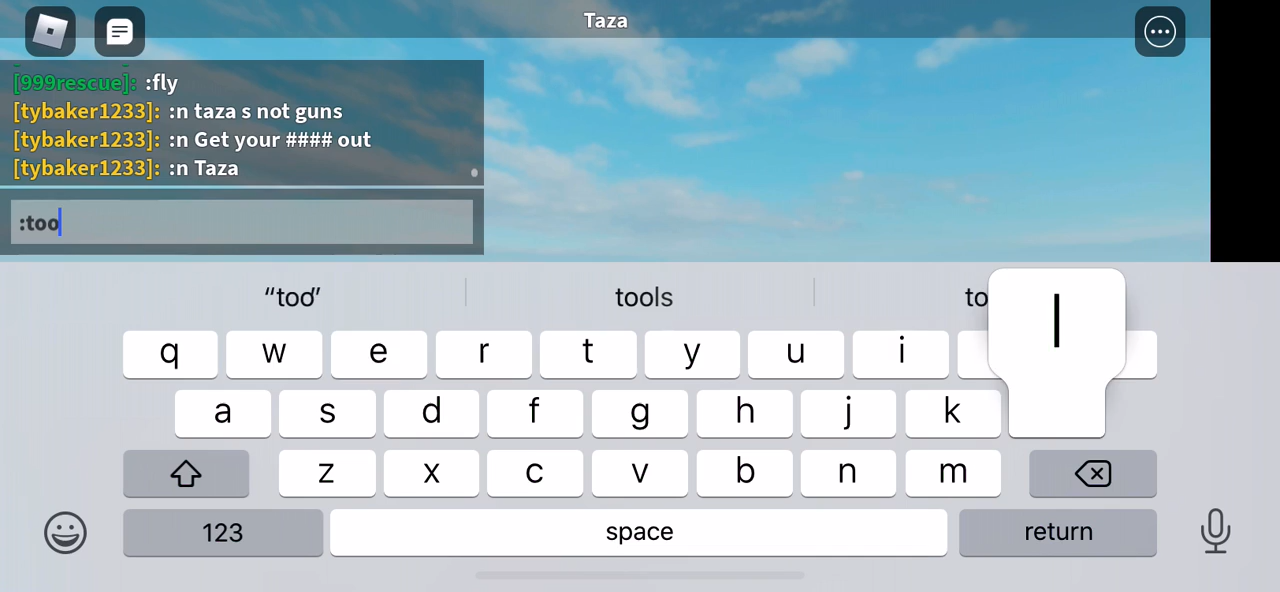 Taza
[999rescue]: :fly
[tybaker1233]: :n taza s not guns
[tybaker1233]: :n Get your #### out
[tybaker1233]: :n Taza
:too
“too” tools to
q w e r t y u i
a s d f g h j k l
z x c v b n m
123 space return